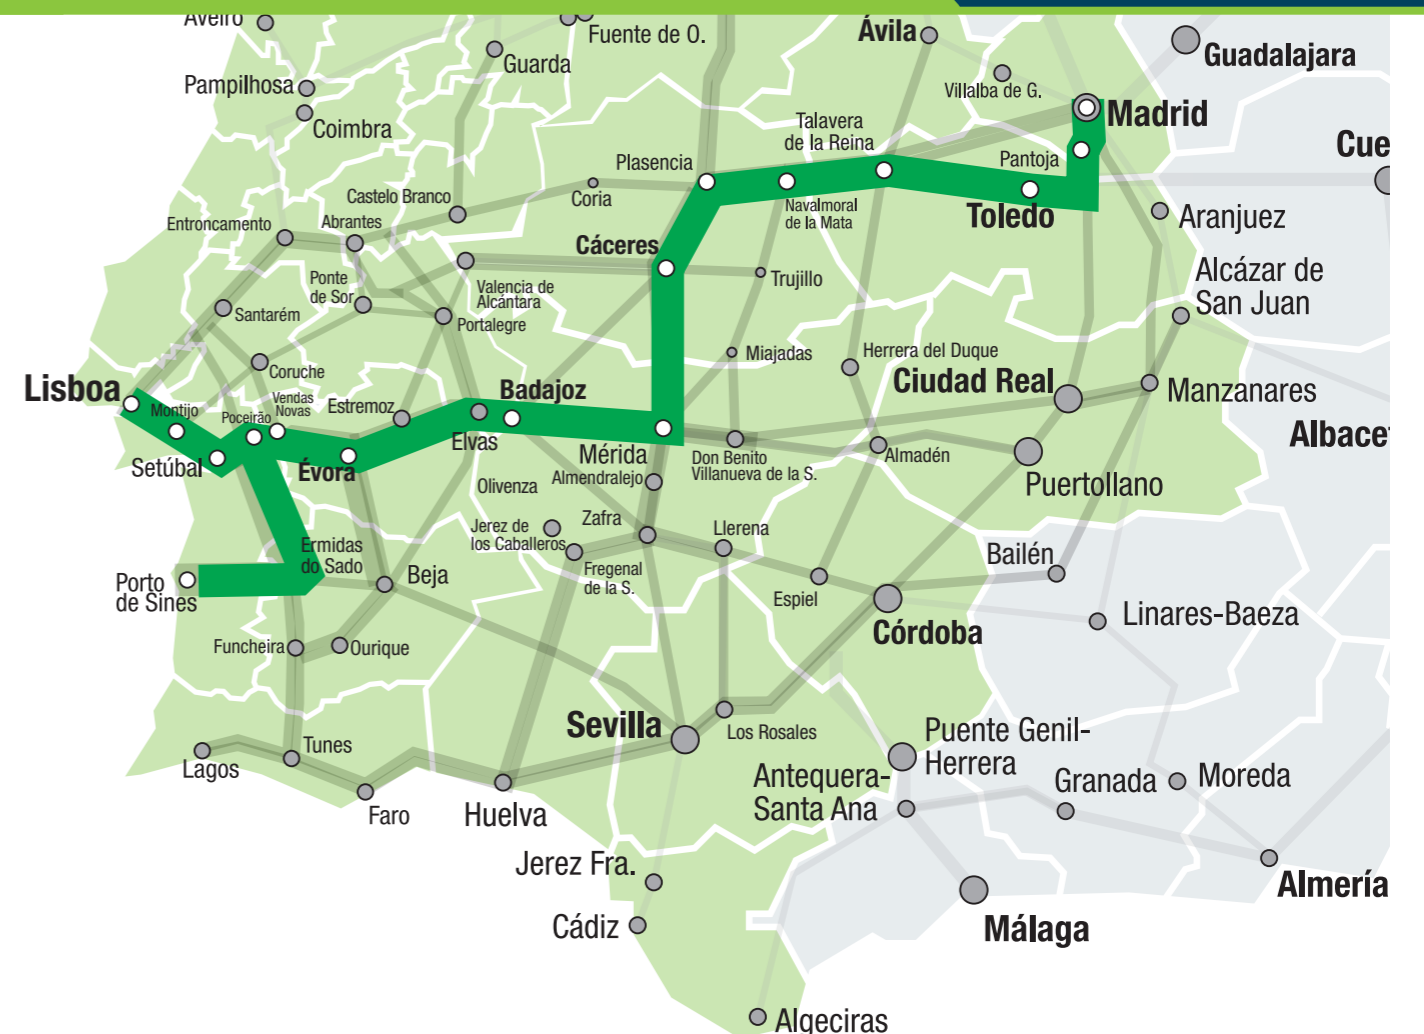 Aveiro
Fuente de O.
Ávila
Guadalajara
Guarda
Pampilhosa
Villalba de G.
Madrid
Coimbra
Talavera
de la Reina
Cue
Plasencia
Pantoja
Castelo Branco
Coria
Navalmoral
de la Mata
Toledo
Aranjuez
Entroncamento
Abrantes
Cáceres
Alcázar de
San Juan
Ponte
de Sor
Valencia de
Alcántara
Trujillo
Santarém
Portalegre
Miajadas
Herrera del Duque
Coruche
Ciudad Real
Manzanares
Lisboa
Badajoz
Montijo
Poceirão
Vendas
Novas
Estremoz
Albacet
Elvas
Mérida
Don Benito
Villanueva de la S.
Almadén
Setúbal
Évora
Almendralejo
Olivenza
Puertollano
Jerez de
los Caballeros
Zafra
Llerena
Ermidas
do Sado
Bailén
Fregenal
de la S.
Porto
de Sines
Beja
Espiel
Linares-Baeza
Córdoba
Funcheira
Ourique
Sevilla
Los Rosales
Puente Genil-
Herrera
Tunes
Lagos
Antequera-
Santa Ana
Granada
Moreda
Faro
Huelva
Jerez Fra.
Almería
Cádiz
Málaga
Algeciras